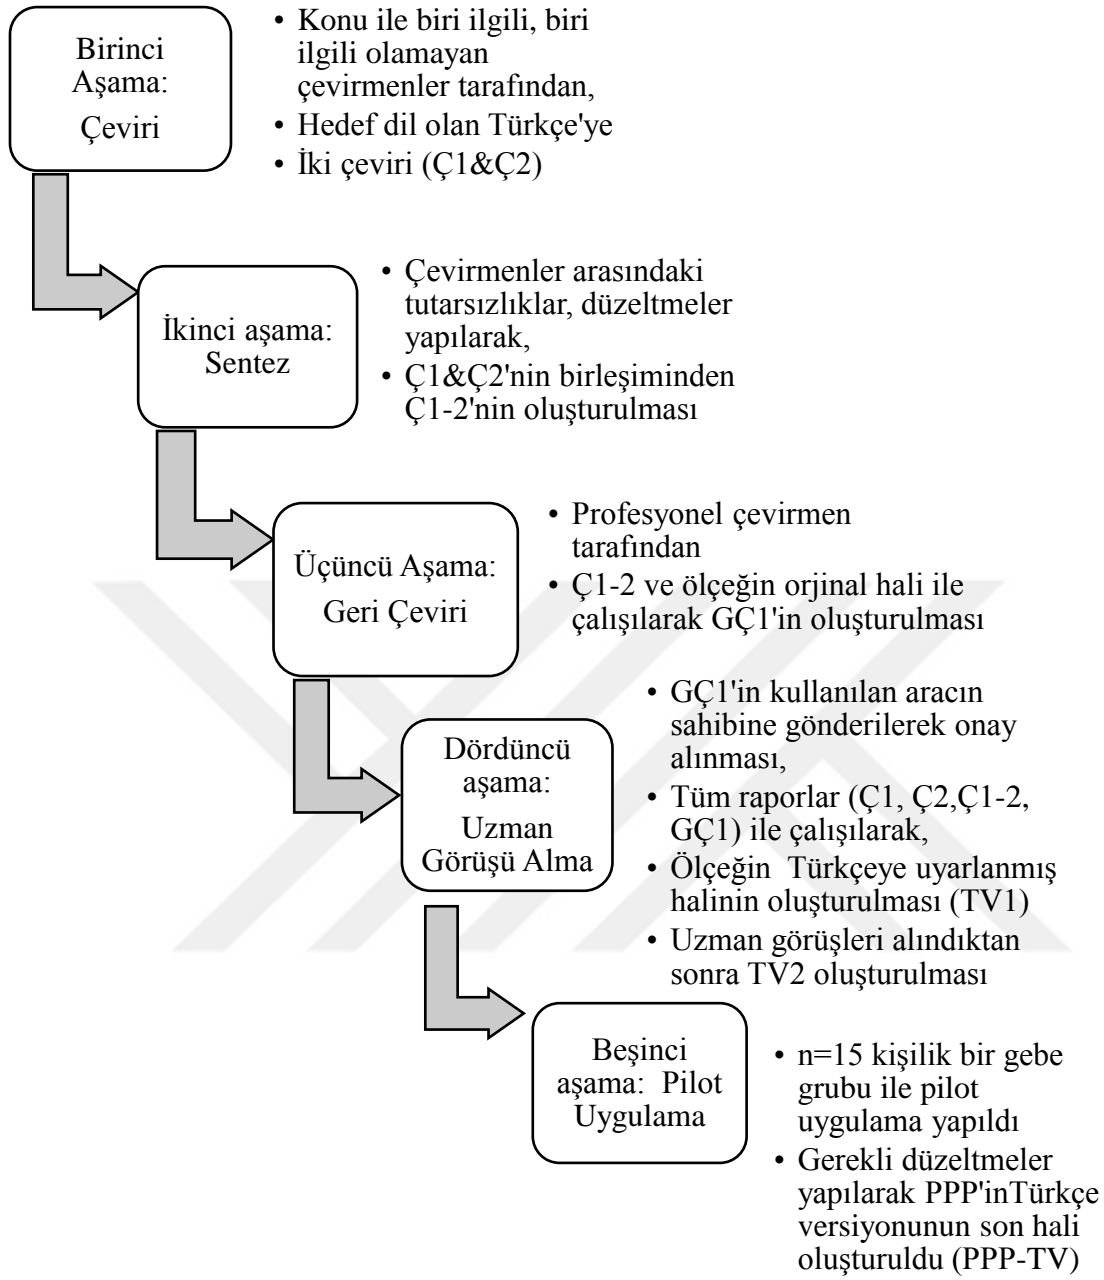 Birinci
Aşama:
Çeviri
• Konu ile biri ilgili, biri
ilgili olamayan
çevirmenler tarafından,
• Hedef dil olan Türkçe'ye
• İki çeviri (Ç1&Ç2)
İkinci aşama:
Sentez
• Çevirmenler arasındaki
tutarsızlıklar, düzeltmeler
yapılarak,
• Ç1&Ç2'nin birleşiminden
Ç1-2'nin oluşturulması
Üçüncü Aşama:
Geri Çeviri
• Profesyonel çevirmen
tarafından
• Ç1-2 ve ölçeğin orjinal hali ile
çalışılarak GÇ1'in oluşturulması
Dördüncü
aşama:
Uzman
Görüşü Alma
• GÇ1'in kullanılan aracın
sahibine gönderilerek onay
alınması,
• Tüm raporlar (Ç1, Ç2,Ç1-2,
GÇ1) ile çalışılarak,
• Ölçeğin Türkçeye uyarlanmış
halinin oluşturulması (TV1)
• Uzman görüşleri alındıktan
sonra TV2 oluşturulması
Beşinci
aşama: Pilot
Uygulama
• n=15 kişilik bir gebe
grubu ile pilot
uygulama yapıldı
• Gerekli düzeltmeler
yapılarak PPP'inTürkçe
versiyonunun son hali
oluşturuldu (PPP-TV)